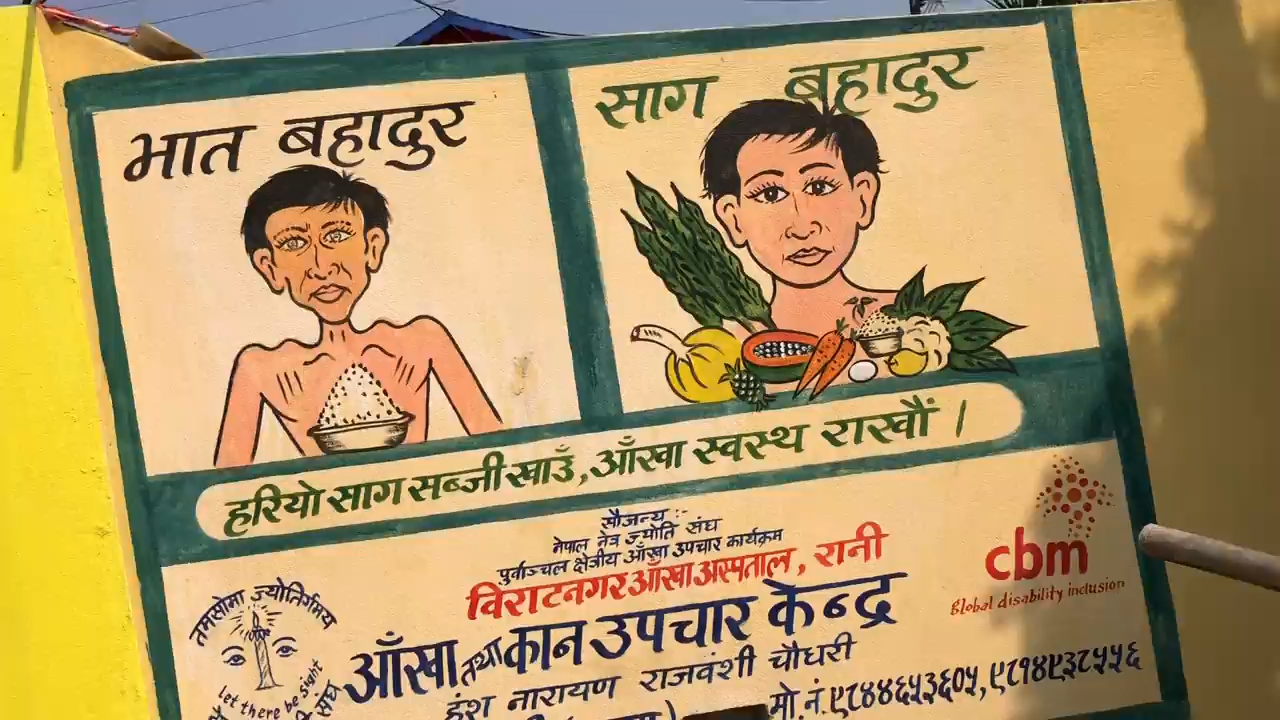 भात बहादुर
साग बहादुर
हरियो साग सब्जी खाउँ, आँखा स्वस्थ राखौं ।
सौजन्य :-
नेपाल नेत्र ज्योति संघ
पुर्वाञ्चल क्षेत्रीय आँखा उपचार कार्यक्रम
विराटनगर आँखा अस्पताल, रानी
आँखा तथा कान उपचार केन्द्र
हंश नारायण राजवंशी चौधरी
मो.नं.९८४४६५३६०५, ९८१४९३८५५६
cbm
global disability inclusion
तमसोमा ज्योतिर्गमय
Let there be Sight
संघ